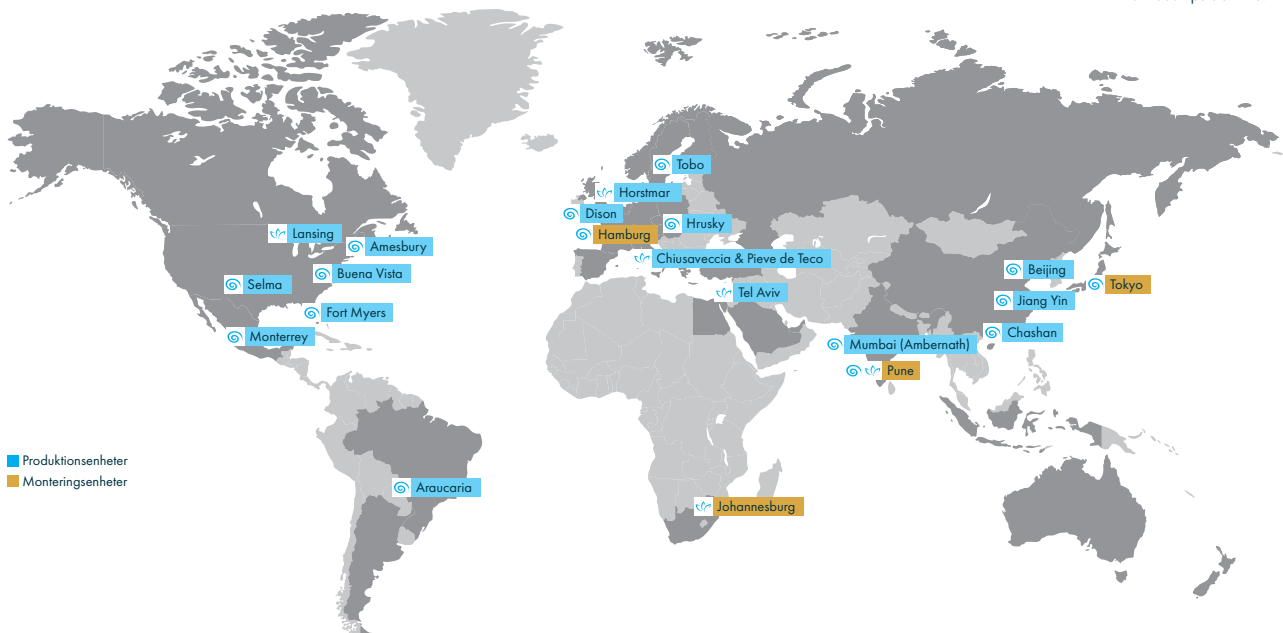 Tobo
Horstmar
Dison
Hrusky
Hamburg
Lansing
Amesbury
Chiusaveccia & Pieve de Teco
Buena Vista
Beijing
Selma
Tokyo
Tel Aviv
Jiang Yin
Fort Myers
Chashan
Monterrey
Mumbai (Ambernath)
Pune
Produktionsenheter
Monteringsenheter
Araucaria
Johannesburg